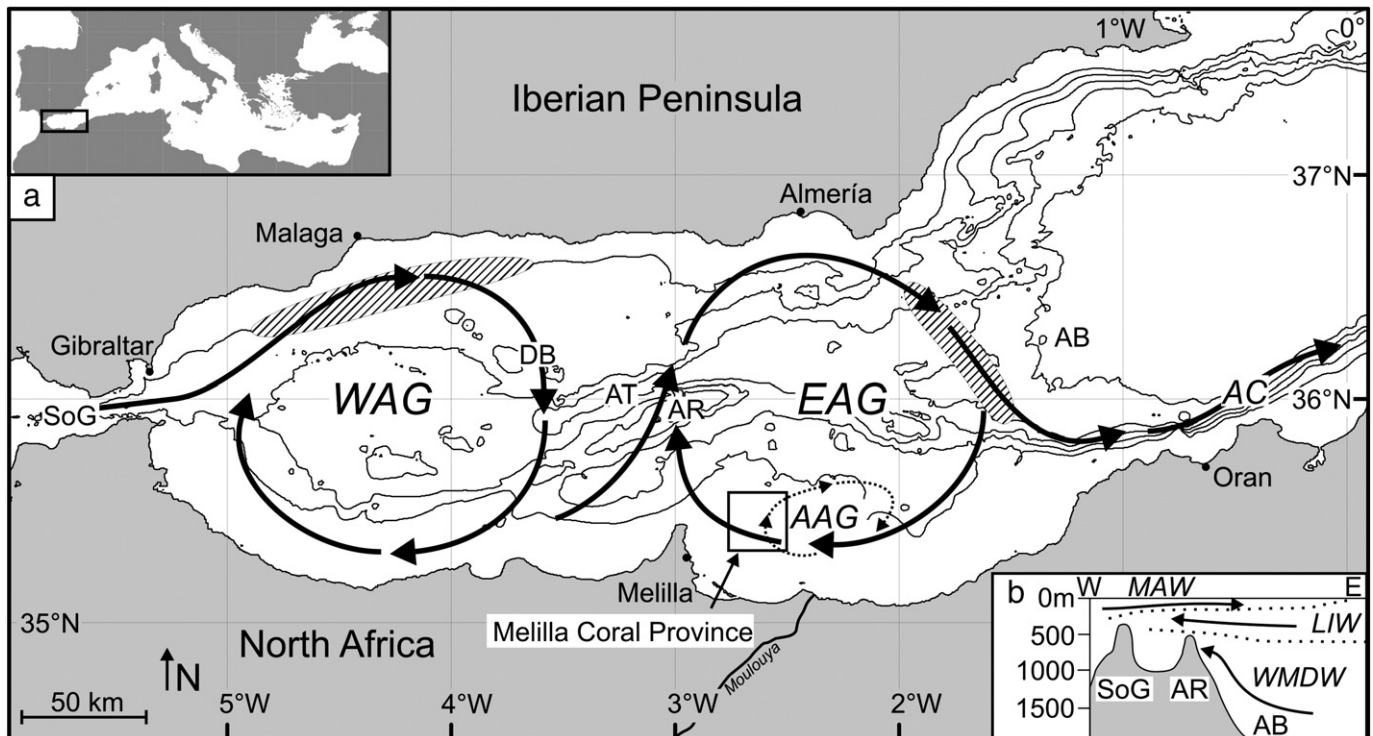 1°W
0°
Iberian Peninsula
a
37°N
Almería
Malaga
Gibraltar
DB
AB
WAG
AT
EAG
36°N
AC
SoG
AR
Oran
AAG
Melilla
b
W
MAW
E
0m
LIW
35°N
North Africa
Melilla Coral Province
500
1000
WMDW
N
Moulouya
SoG
AR
50 km
5°W
4°W
3°W
2°W
1500
AB